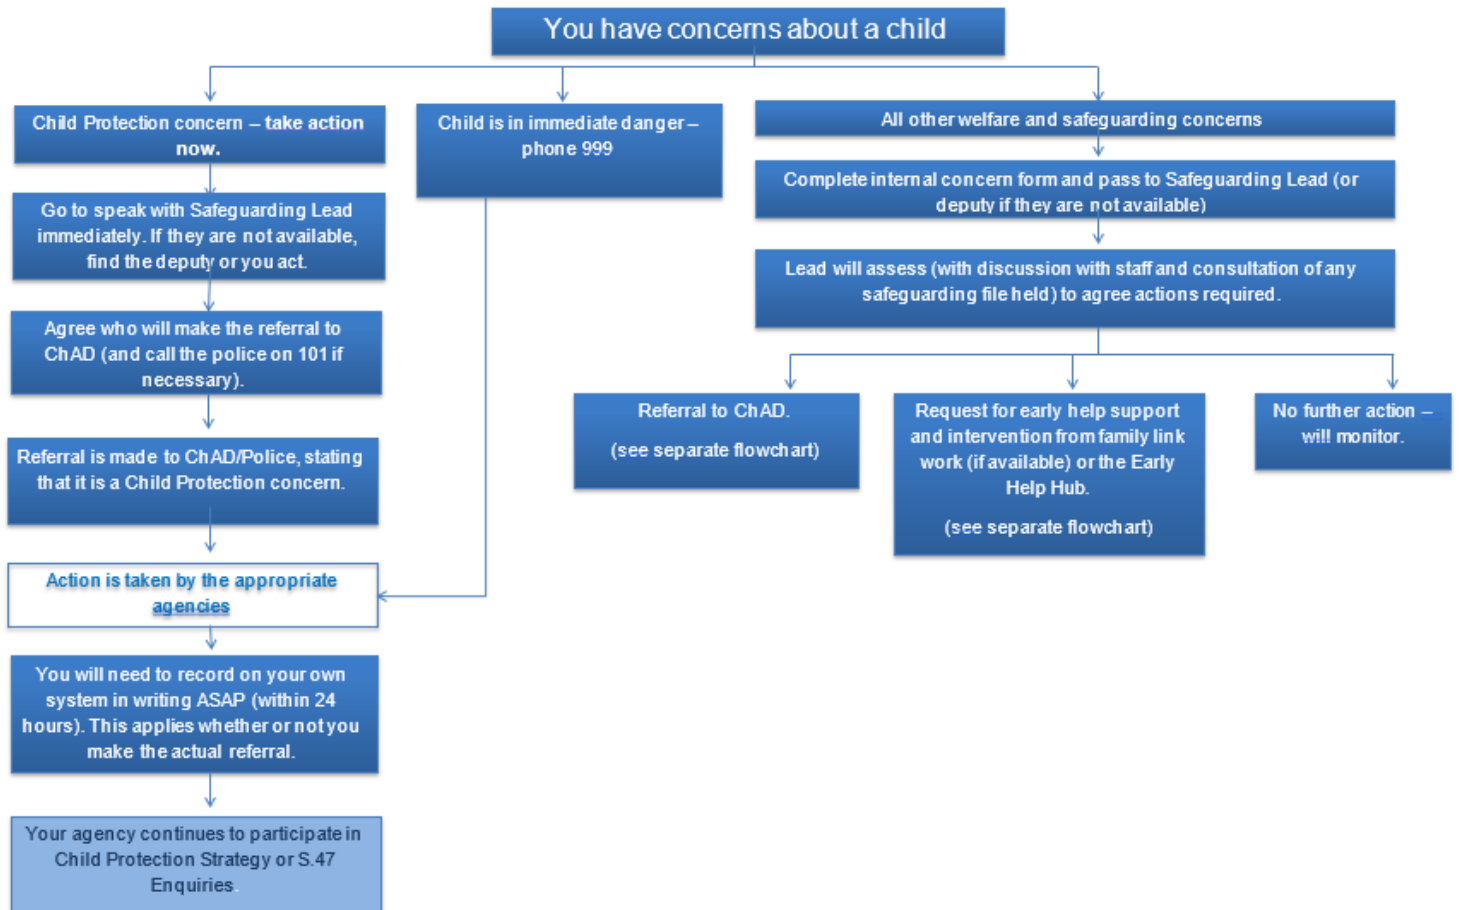 You have concerns about a child
Child Protection concern – take action
now.
Go to speak with Safeguarding Lead
immediately. If they are not available,
find the deputy or you act.
Agree who will make the referral to
ChAD (and call the police on 101 if
necessary).
Referral is made to ChAD/Police, stating
that it is a Child Protection concern.
Action is taken by the appropriate
agencies
You will need to record on your own
system in writing ASAP (within 24
hours). This applies whether or not you
make the actual referral.
Your agency continues to participate in
Child Protection Strategy or S.47
Enquiries.
Child is in immediate danger –
phone 999
All other welfare and safeguarding concerns
Complete internal concern form and pass to Safeguarding Lead (or
deputy if they are not available)
Lead will assess (with discussion with staff and consultation of any
safeguarding file held) to agree actions required.
Referral to ChAD.
(see separate flowchart)
Request for early help support
and intervention from family link
work (if available) or the Early
Help Hub.
(see separate flowchart)
No further action –
will monitor.